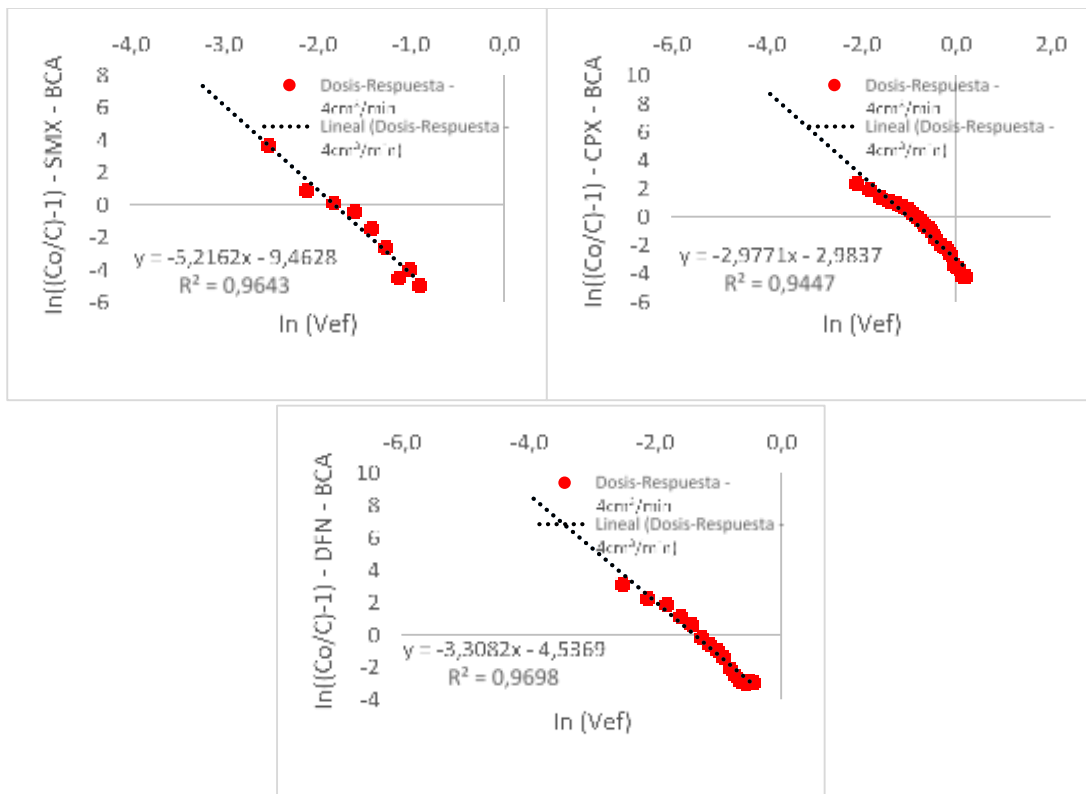 -4,0 -3,0 -2,0 -1,0 0,0
8
6
4
2
0
-2
-4
-6
ln((Co/C)-1) - SMX - BCA
Dosis-Respuesta -
4cm³/min
Lineal (Dosis-Respuesta -
4cm³/min)
y = -5,2162x - 9,4628
R² = 0,9643
ln (Vef)
-6,0 -4,0 -2,0 0,0 2,0
10
8
6
4
2
0
-2
-4
-6
ln((Co/C)-1) - CPX - BCA
Dosis-Respuesta -
4cm³/min
Lineal (Dosis-Respuesta -
4cm³/min)
y = -2,9771x - 2,9837
R² = 0,9447
ln (Vef)
-6,0 -4,0 -2,0 0,0
10
8
6
4
2
0
-2
-4
ln((Co/C)-1) - DFN - BCA
Dosis-Respuesta -
4cm³/min
Lineal (Dosis-Respuesta -
4cm³/min)
y = -3,3082x - 4,5369
R² = 0,9698
ln (Vef)